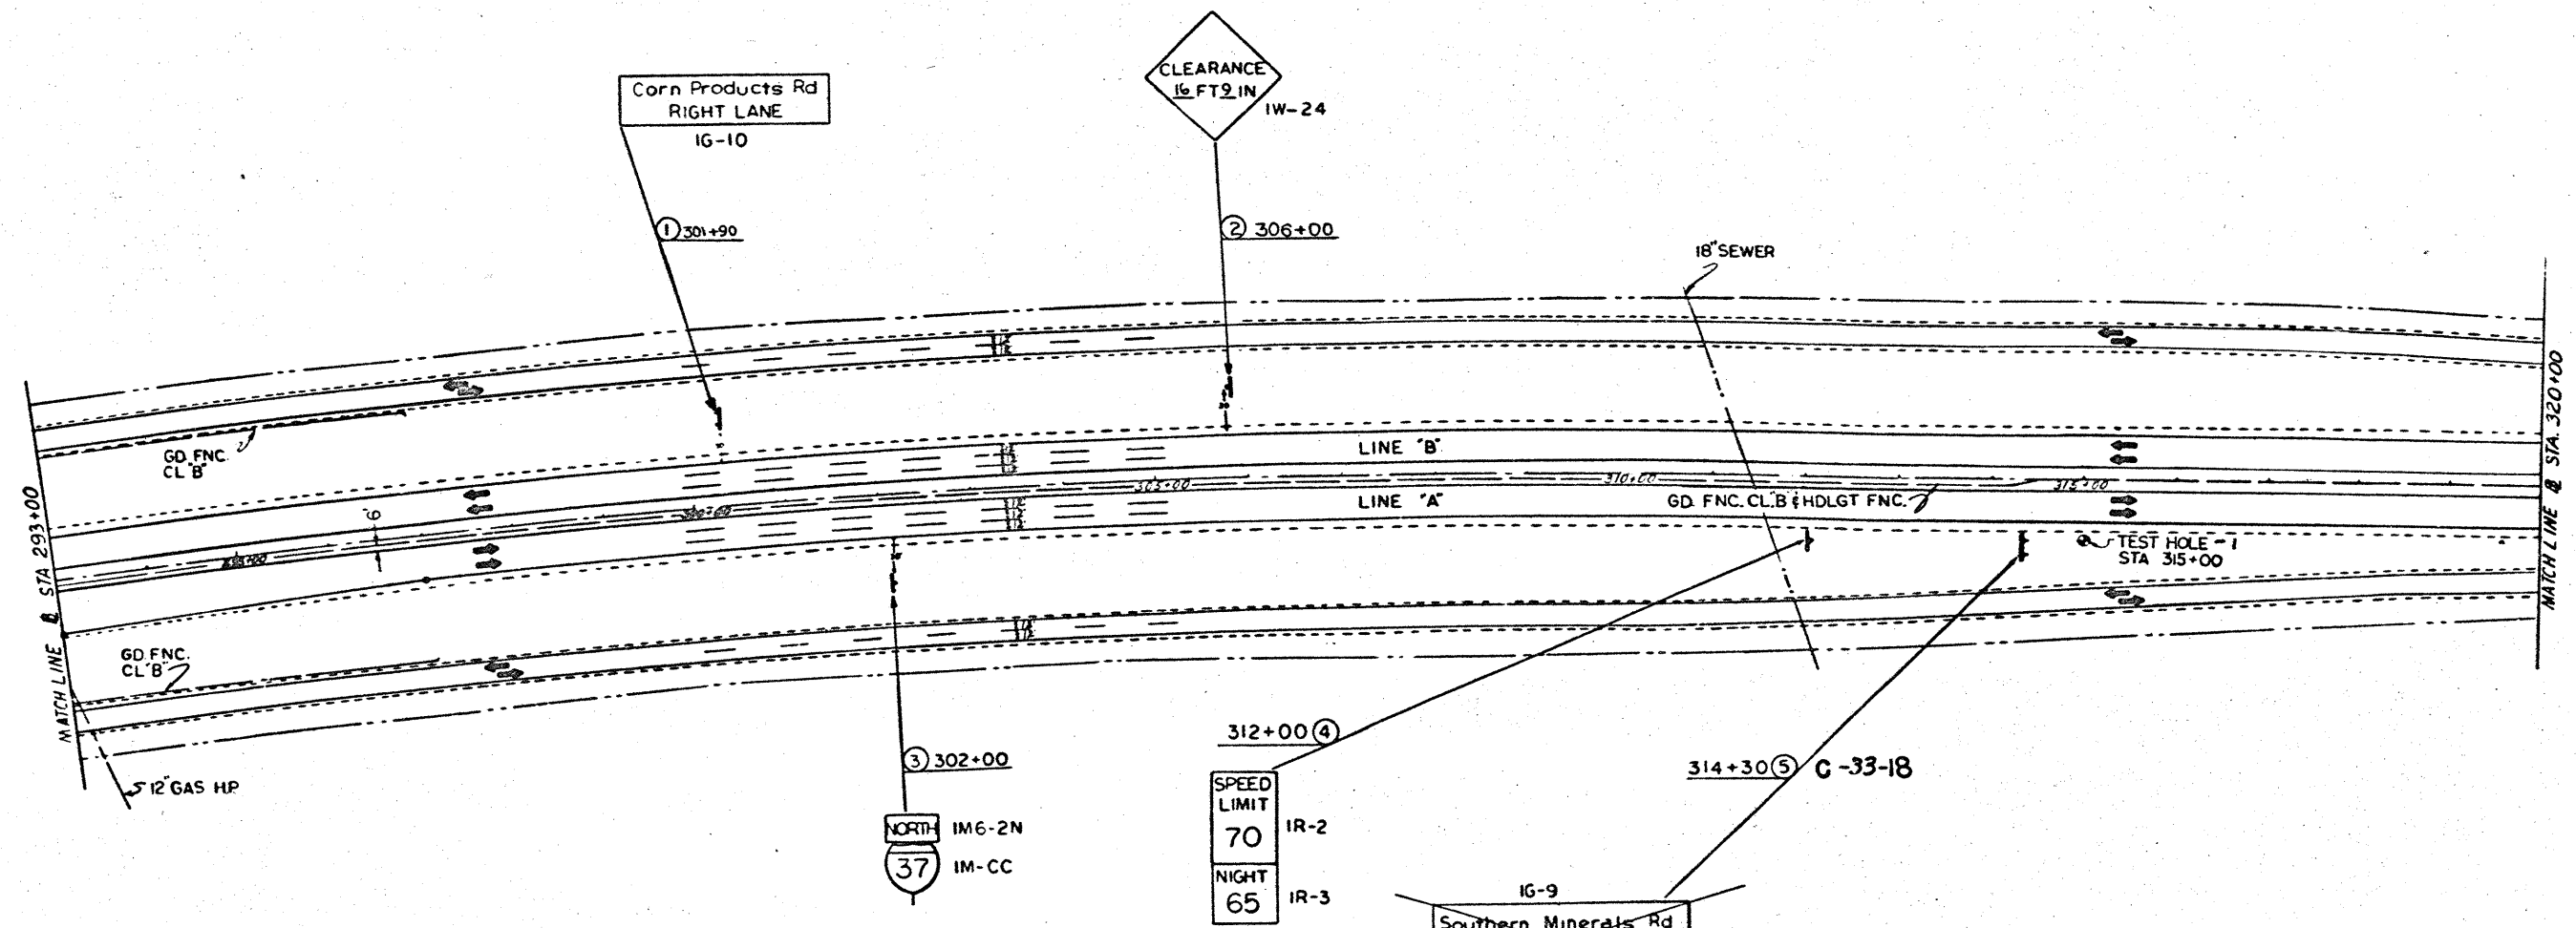 CLEARANCE
16 FT 9 IN
IW-24
Corn Products Rd
RIGHT LANE
IG-10
① 301+90
② 306+00
18" SEWER
GD. FNC.
CL "B"
LINE "B"
305+00
310+00
315+00
300+00
295+00
LINE "A"
GD. FNC. CL.B & HDLGT FNC.
TEST HOLE - 1
STA 315+00
MATCH LINE ℄ STA 293+00
MATCH LINE ℄ STA. 320+00
GD. FNC.
CL "B"
12" GAS H.P.
③ 302+00
NORTH IM6-2N
37 IM-CC
312+00 ④
SPEED
LIMIT
70
IR-2
NIGHT
65
IR-3
314+30 ⑤ C-33-18
IG-9
Southern Minerals Rd